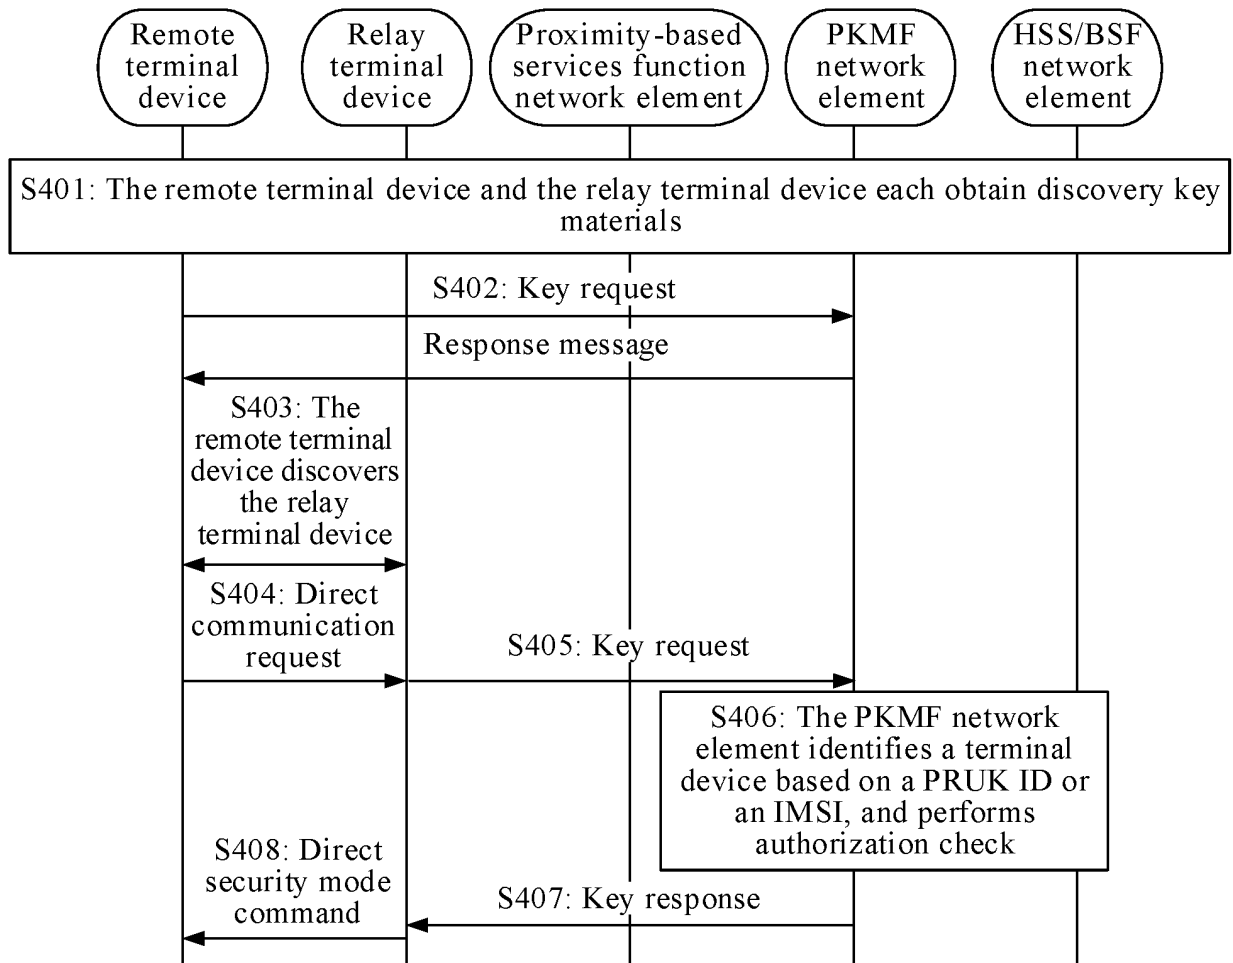 Remote
terminal
device
Relay
terminal
device
Proximity-based
services function
network element
PKMF
network
element
HSS/BSF
network
element
S401: The remote terminal device and the relay terminal device each obtain discovery key
materials
S402: Key request
Response message
S403: The
remote terminal
device discovers
the relay
terminal device
S404: Direct
communication
request
S405: Key request
S406: The PKMF network
element identifies a terminal
device based on a PRUK ID or
an IMSI, and performs
authorization check
S407: Key response
S408: Direct
security mode
command